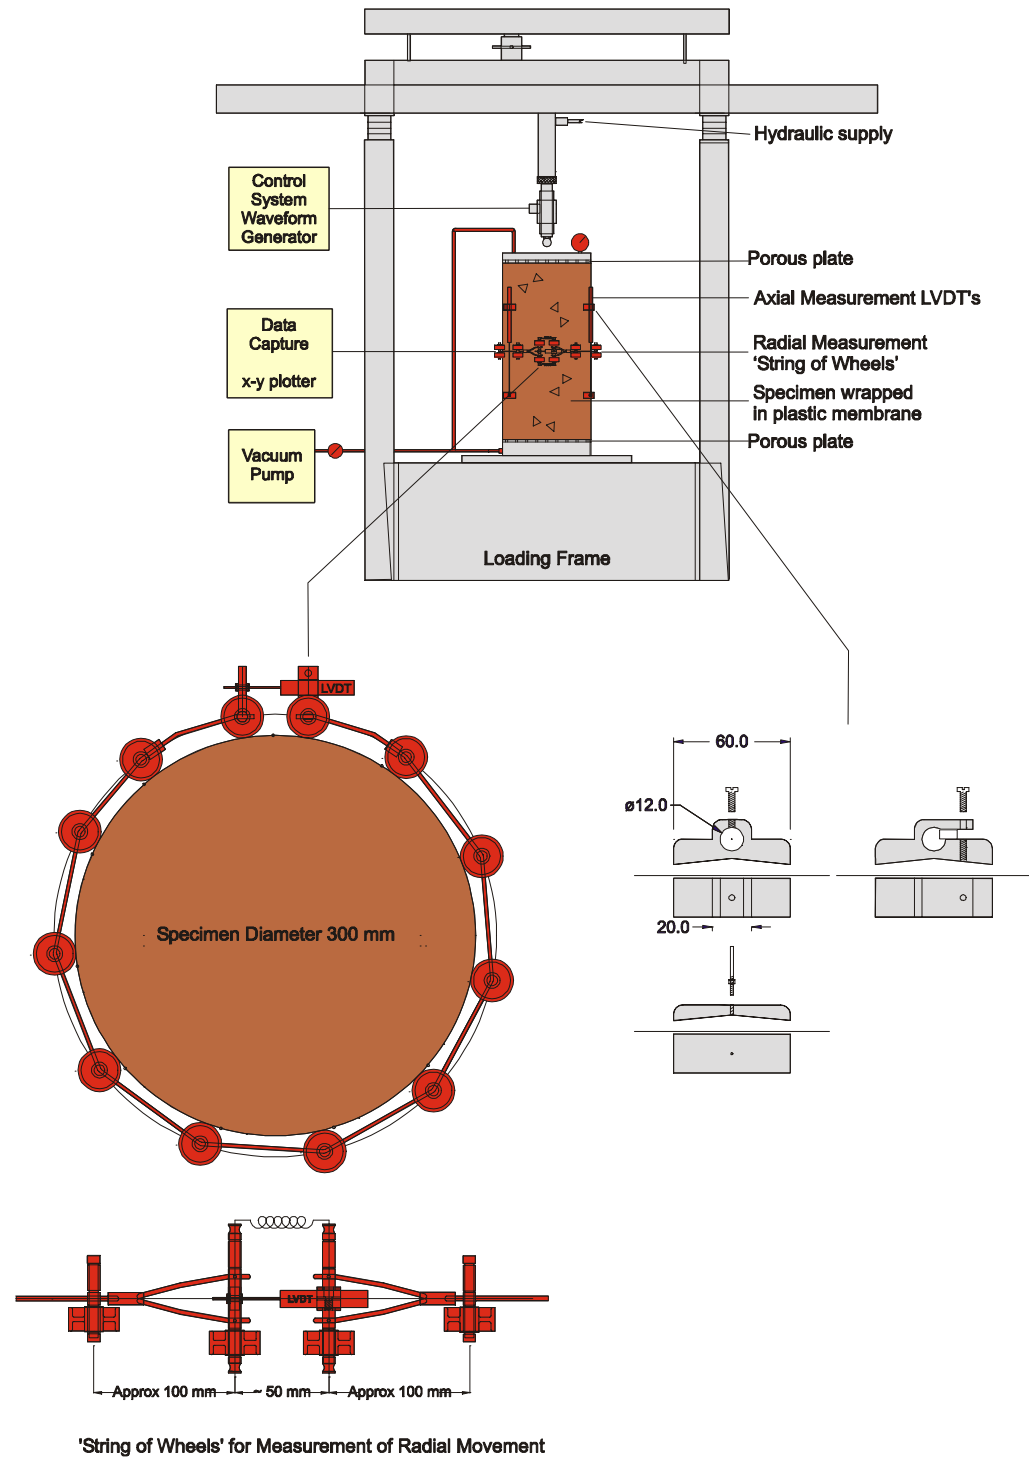 Hydraulic supply
Control
System
Waveform
Generator
Porous plate
Axial Measurement LVDT's
Data
Capture
x-y plotter
Radial Measurement
'String of Wheels'
Specimen wrapped
in plastic membrane
Porous plate
Vacuum
Pump
Loading Frame
LVDT
60.0
ø12.0
20.0
Specimen Diameter 300 mm
LVDT
Approx 100 mm
~ 50 mm
Approx 100 mm
'String of Wheels' for Measurement of Radial Movement